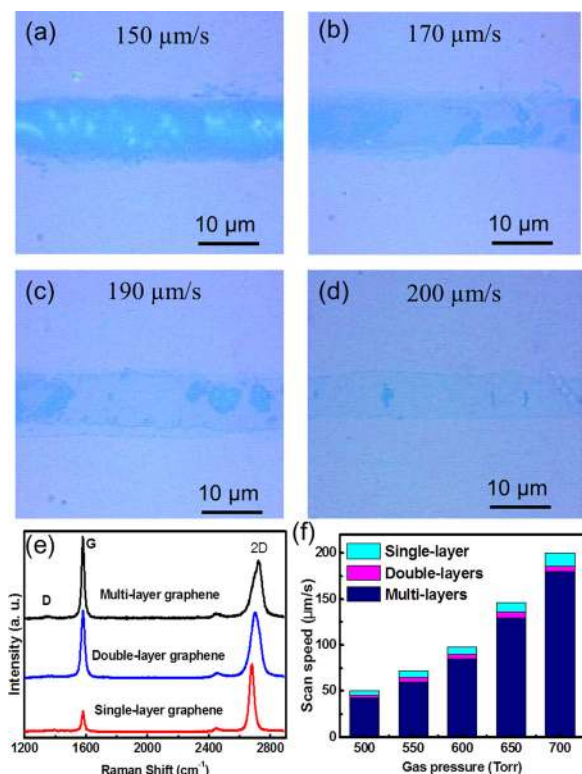 (a)
150 µm/s
10 µm
(b)
170 µm/s
10 µm
(c)
190 µm/s
10 µm
(d)
200 µm/s
10 µm
(e)
G
2D
D
Multi-layer graphene
Double-layer graphene
Single-layer graphene
Intensity (a. u.)
1200 1600 2000 2400 2800
Raman Shift (cm-1)
(f)
Single-layer
Double-layers
Multi-layers
Scan speed (µm/s)
200
150
100
50
0
500 550 600 650 700
Gas pressure (Torr)